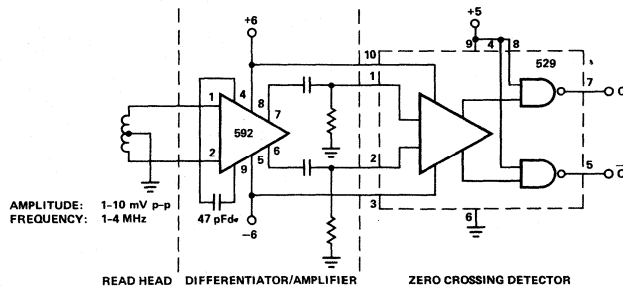 +6
+5
9 4 8
10
529
1
4
8
7
1
7
Q
592
2
6
5
9
2
5
3
47 pFd
-6
6
AMPLITUDE: 1-10 mV p-p
FREQUENCY: 1-4 MHz
READ HEAD
DIFFERENTIATOR/AMPLIFIER
ZERO CROSSING DETECTOR